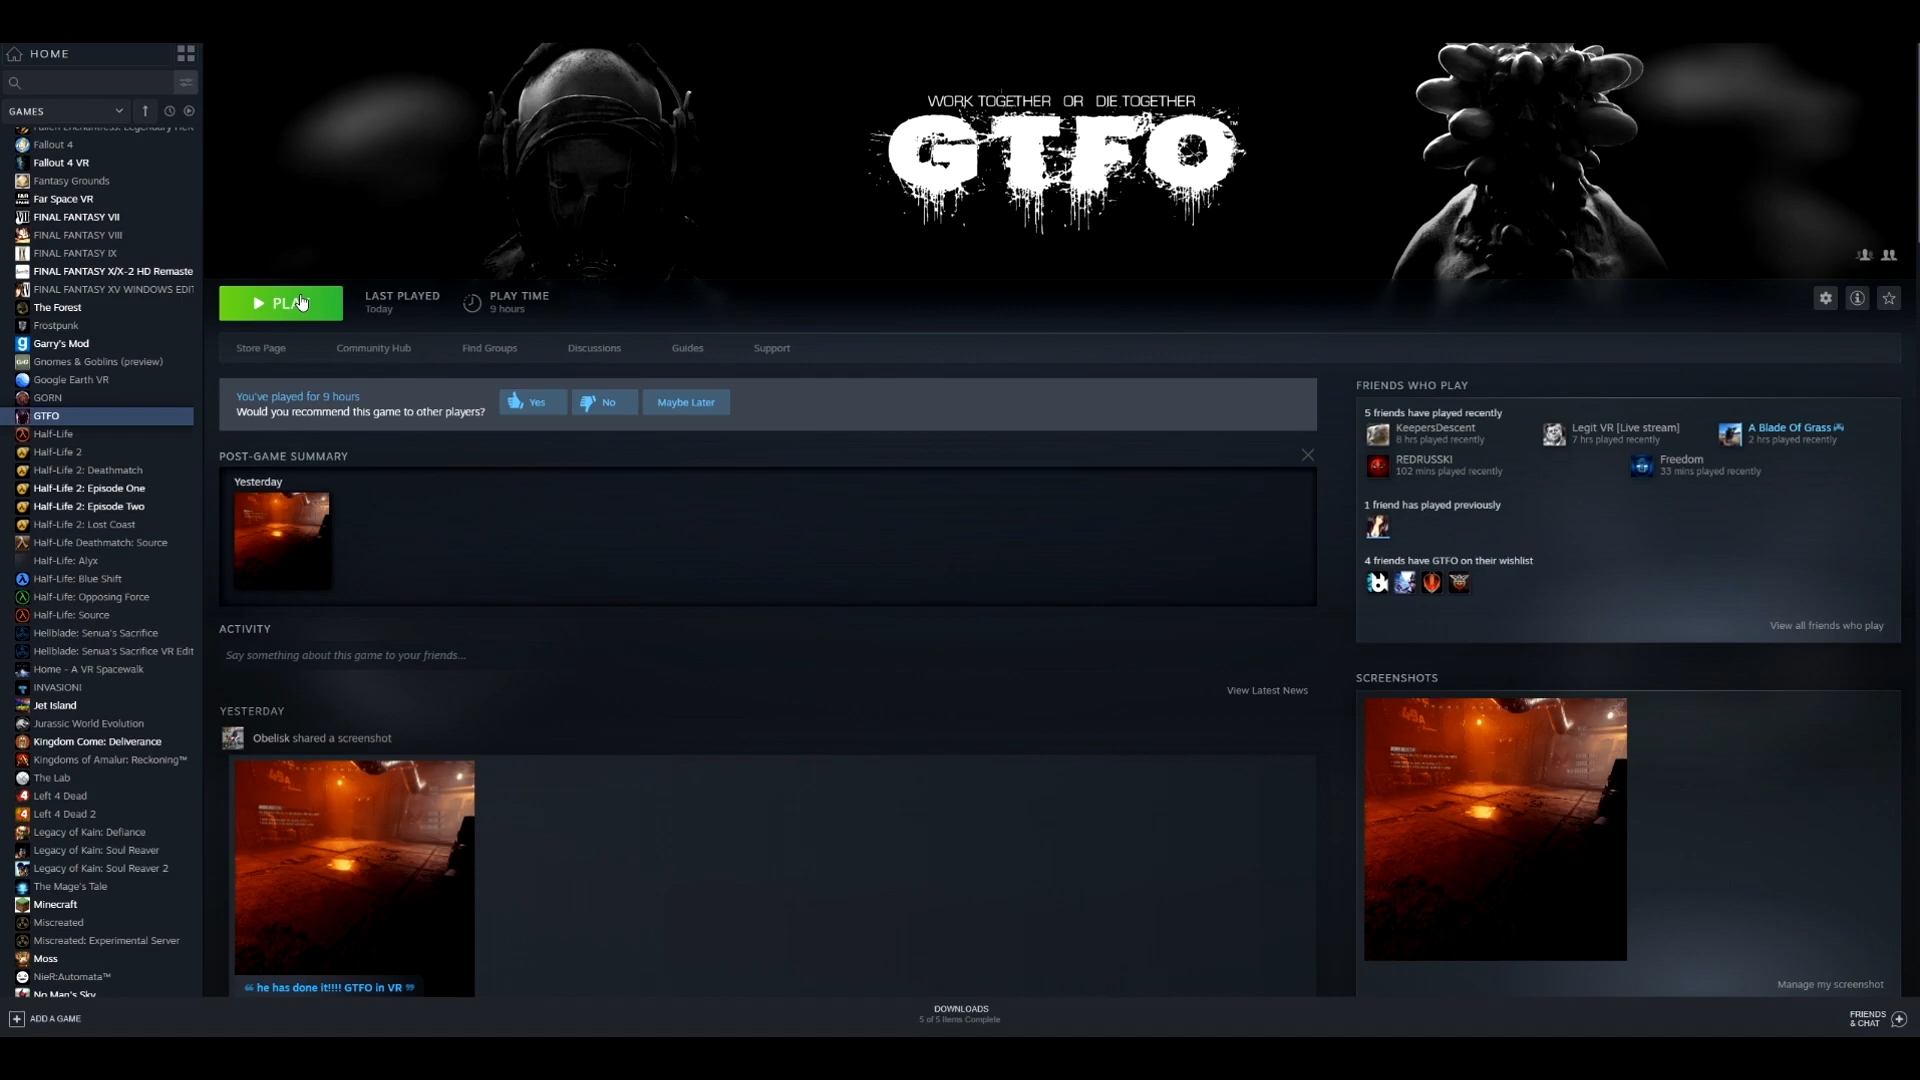 HOME
GAMES
Fallen Enchantress: Legendary Her
Fallout 4
Fallout 4 VR
Fantasy Grounds
Far Space VR
FINAL FANTASY VII
FINAL FANTASY VIII
FINAL FANTASY IX
FINAL FANTASY X/X-2 HD Remaste
FINAL FANTASY XV WINDOWS EDIT
The Forest
Frostpunk
Garry's Mod
Gnomes & Goblins (preview)
Google Earth VR
GORN
GTFO
Half-Life
Half-Life 2
Half-Life 2: Deathmatch
Half-Life 2: Episode One
Half-Life 2: Episode Two
Half-Life 2: Lost Coast
Half-Life Deathmatch: Source
Half-Life: Alyx
Half-Life: Blue Shift
Half-Life: Opposing Force
Half-Life: Source
Hellblade: Senua's Sacrifice
Hellblade: Senua's Sacrifice VR Edit
Home - A VR Spacewalk
INVASION!
Jet Island
Jurassic World Evolution
Kingdom Come: Deliverance
Kingdoms of Amalur: Reckoning™
The Lab
Left 4 Dead
Left 4 Dead 2
Legacy of Kain: Defiance
Legacy of Kain: Soul Reaver
Legacy of Kain: Soul Reaver 2
The Mage's Tale
Minecraft
Miscreated
Miscreated: Experimental Server
Moss
NieR:Automata™
No Man's Sky
ADD A GAME
WORK TOGETHER OR DIE TOGETHER
GTFO™
PLAY
LAST PLAYED
Today
PLAY TIME
9 hours
Store Page Community Hub Find Groups Discussions Guides Support
You've played for 9 hours
Would you recommend this game to other players?
Yes No Maybe Later
POST-GAME SUMMARY
Yesterday
ACTIVITY
Say something about this game to your friends...
View Latest News
YESTERDAY
Obelisk shared a screenshot
“ he has done it!!!! GTFO in VR ”
FRIENDS WHO PLAY
5 friends have played recently
KeepersDescent
8 hrs played recently
Legit VR [Live stream]
7 hrs played recently
A Blade Of Grass
2 hrs played recently
REDRUSSKI
102 mins played recently
Freedom
33 mins played recently
1 friend has played previously
4 friends have GTFO on their wishlist
View all friends who play
SCREENSHOTS
Manage my screenshot
DOWNLOADS
5 of 5 Items Complete
FRIENDS
& CHAT